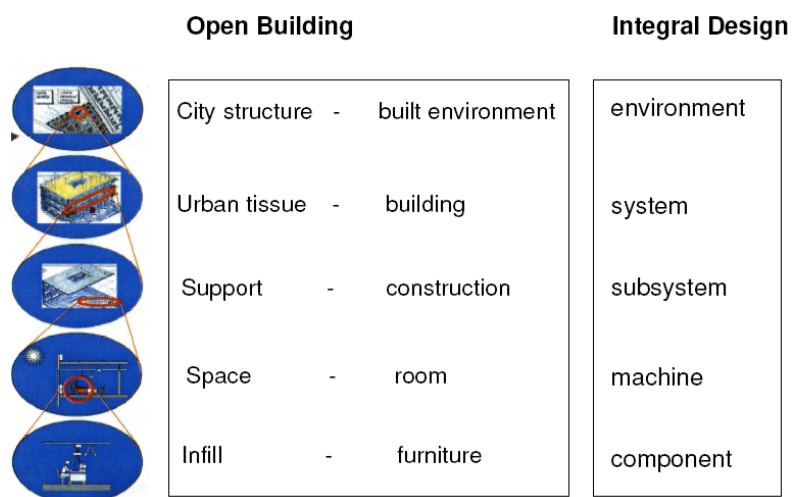 Open Building Integral Design
City structure - built environment environment
Urban tissue - building system
Support - construction subsystem
Space - room machine
Infill - furniture component